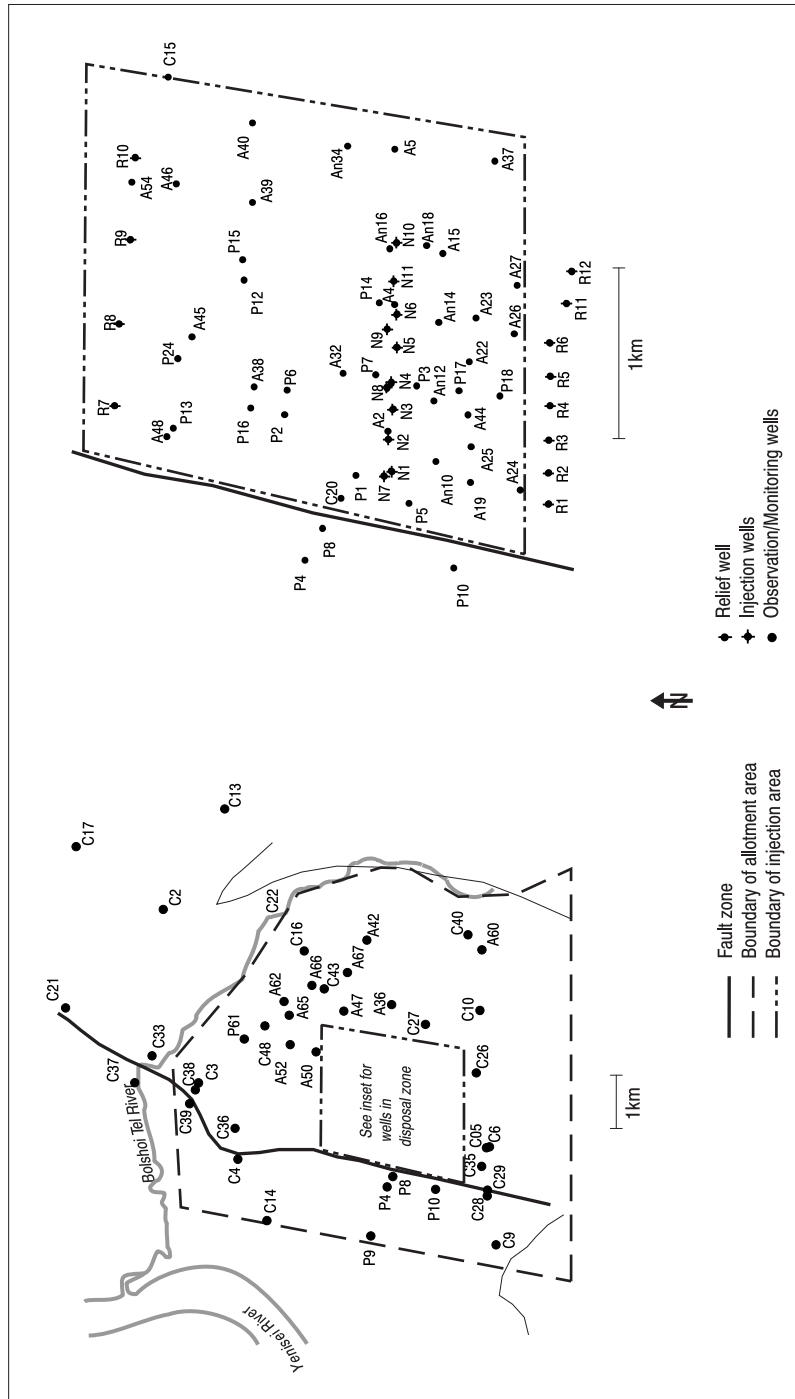 C21
C17
C37
C33
C2
Bolshoi Tel River
C38
C39
C3
C13
C36
P61
C22
C4
C48
A62
C16
C14
A52
A65
A66
A50
C43
A67
A42
A47
See inset for
wells in
disposal zone
P9
P4
P8
A36
C27
P10
C40
A60
C35
C05
C26
C10
C28
C29
C6
C9
Yenisei River
1km
Fault zone
Boundary of allotment area
Boundary of injection area
N
C15
R7
R8
R9
A54
R10
A46
A48
P13
P24
A45
P16
A38
P12
P15
A39
A40
P2
P6
C20
P1
A32
An34
P4
P8
P7
P14
A4
An16
A5
N7
N1
N2
A2
N3
N8
N4
N5
N9
N6
N11
N10
P5
P3
An18
An10
An12
An14
A15
P10
P17
A19
A25
A44
A22
A23
A37
A24
P18
A26
A27
R1
R2
R3
R4
R5
R6
R11
R12
1km
Relief well
Injection wells
Observation/Monitoring wells